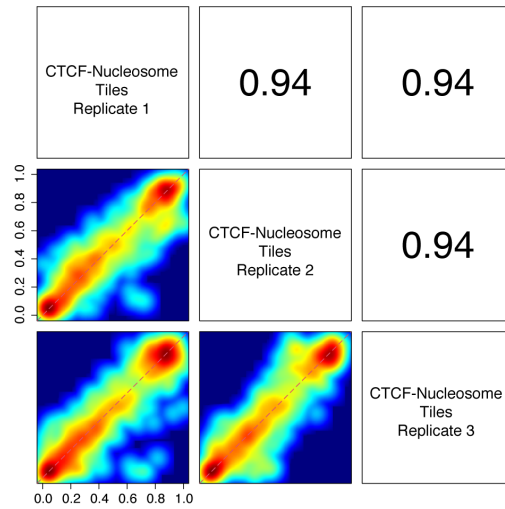 CTCF-Nucleosome
Tiles
Replicate 1
0.94
0.94
1.0
0.8
0.6
0.4
0.2
0.0
CTCF-Nucleosome
Tiles
Replicate 2
0.94
CTCF-Nucleosome
Tiles
Replicate 3
0.0 0.2 0.4 0.6 0.8 1.0